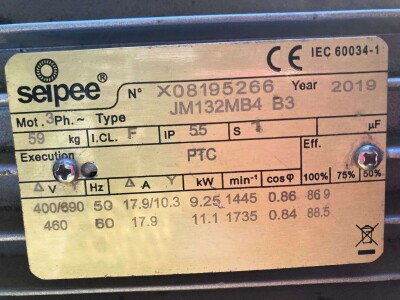 CE IEC 60034-1
seipee® N° X08195266 Year 2019
Mot. 3Ph.~ Type JM132MB4 B3
59 kg I.CL. F IP 55 S 1 µF
Execution PTC Eff.
Δ V Y Hz Δ A Y kW min-1 cosφ 100% 75% 50%
400/690 50 17.9/10.3 9.25 1445 0.86 86.9
460 60 17.9 11.1 1735 0.84 88.5